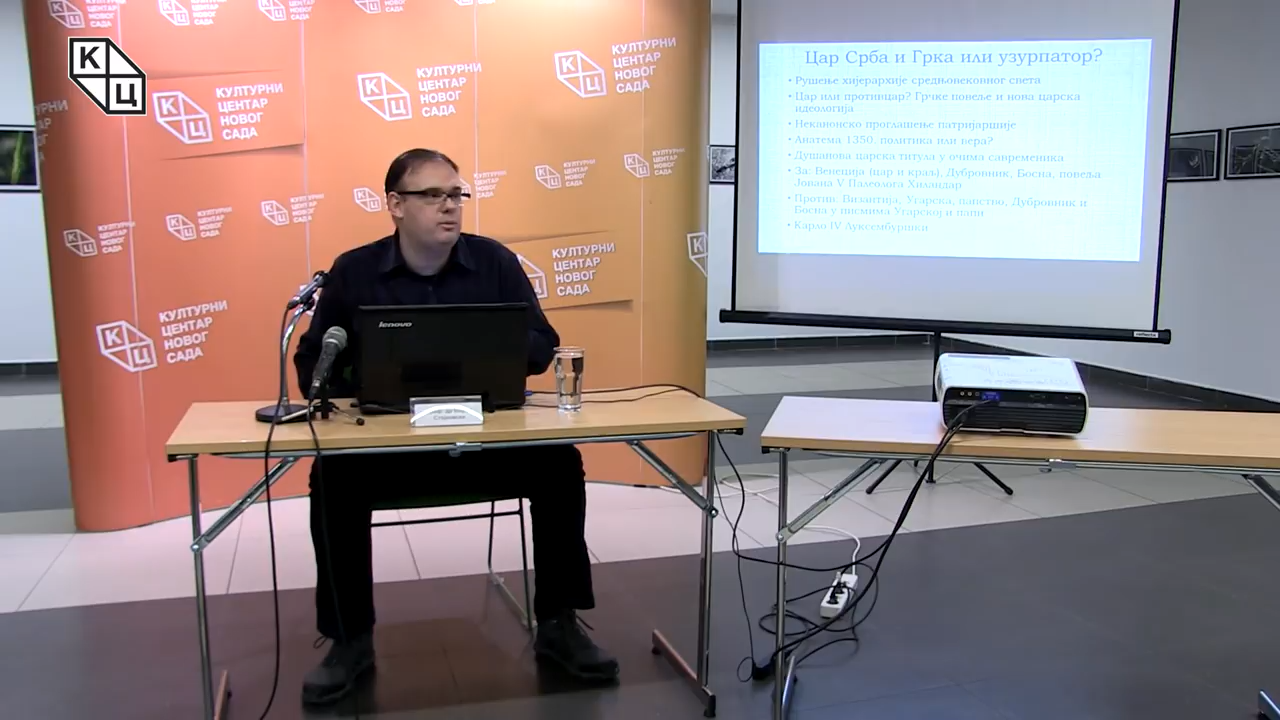 К
Ц
КУЛТУРНИ
ЦЕНТАР
НОВОГ
САДА
Цар Срба и Грка или узурпатор?
• Рушење хијерархије средњовековног света
• Цар или противцар? Грчке повеље и нова царска
идеологија
• Неканонско проглашење патријаршије
• Анатема 1350. политика или вера?
• Душанова царска титула у очима савременика
• За: Венеција (цар и краљ), Дубровник, Босна, повеља
Јована V Палеолога Хиландар
• Против: Византија, Угарска, папство, Дубровник и
Босна у писмима Угарској и папи
• Карло IV Луксембуршки
lenovo